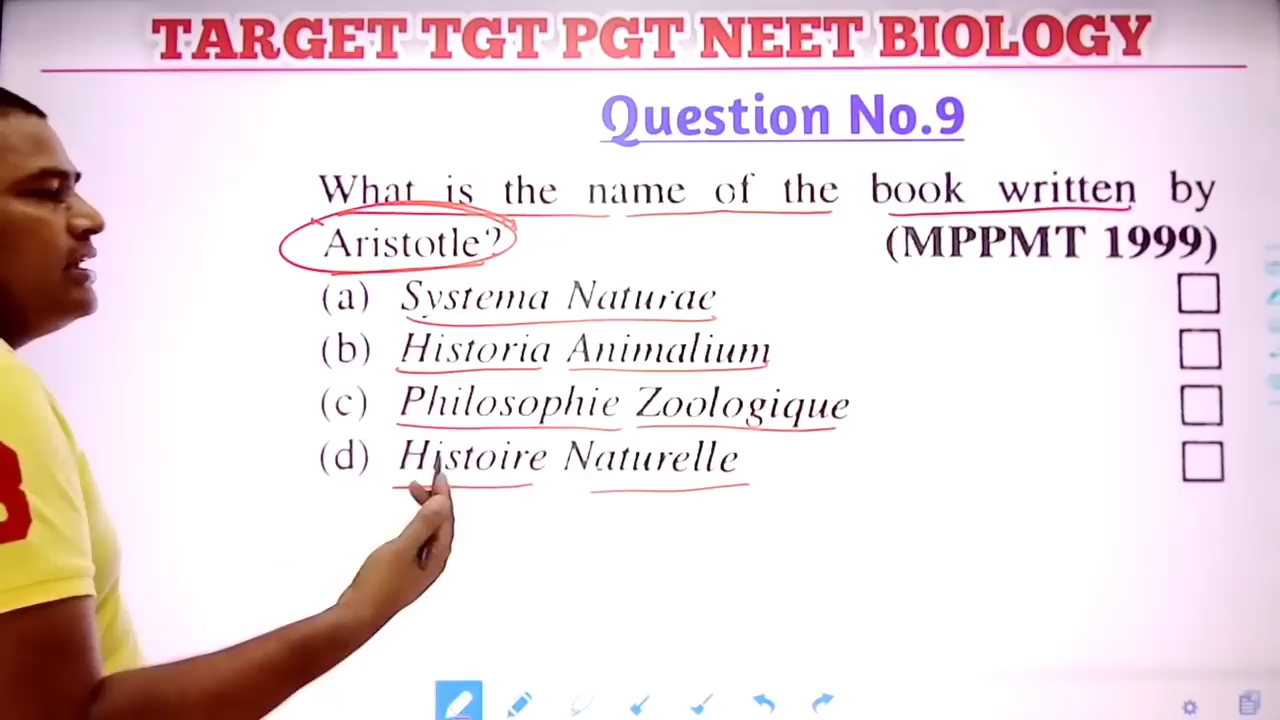 TARGET TGT PGT NEET BIOLOGY
Question No.9
What is the name of the book written by
Aristotle? (MPPMT 1999)
(a) Systema Naturae
(b) Historia Animalium
(c) Philosophie Zoologique
(d) Histoire Naturelle